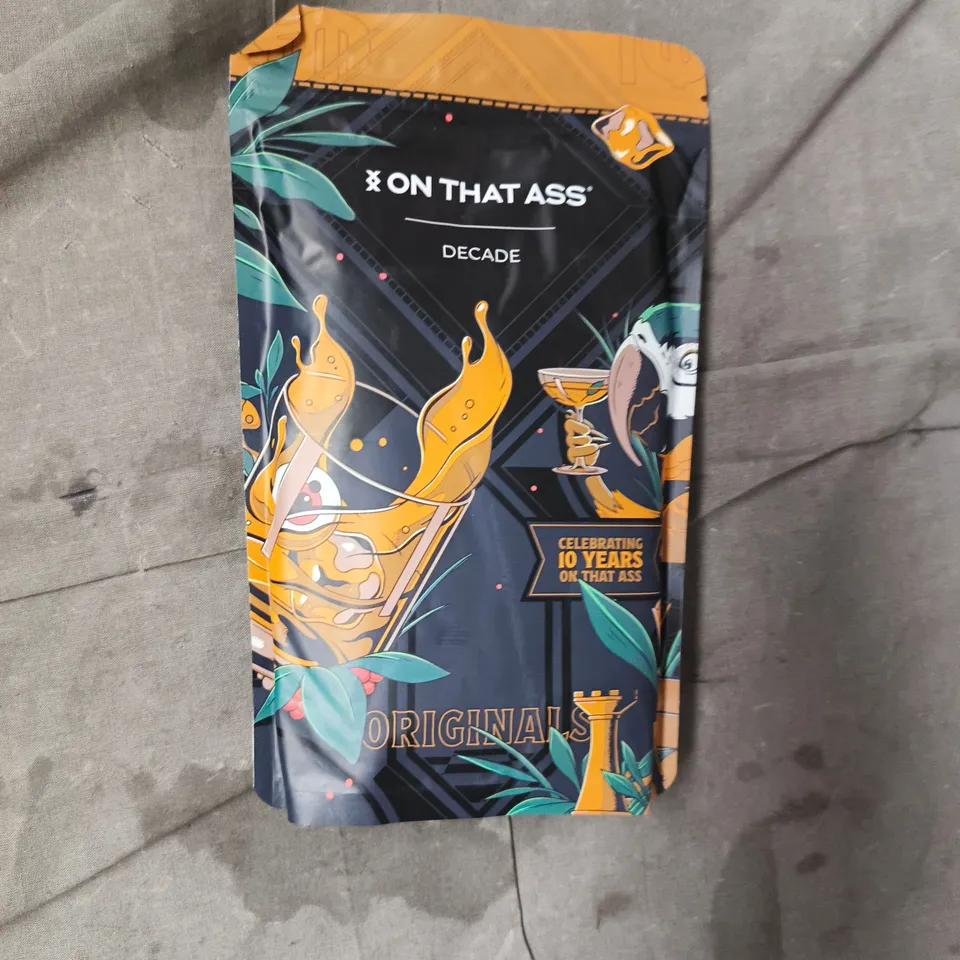 ON THAT ASS®
DECADE
CELEBRATING
10 YEARS
ON THAT ASS
ORIGINALS